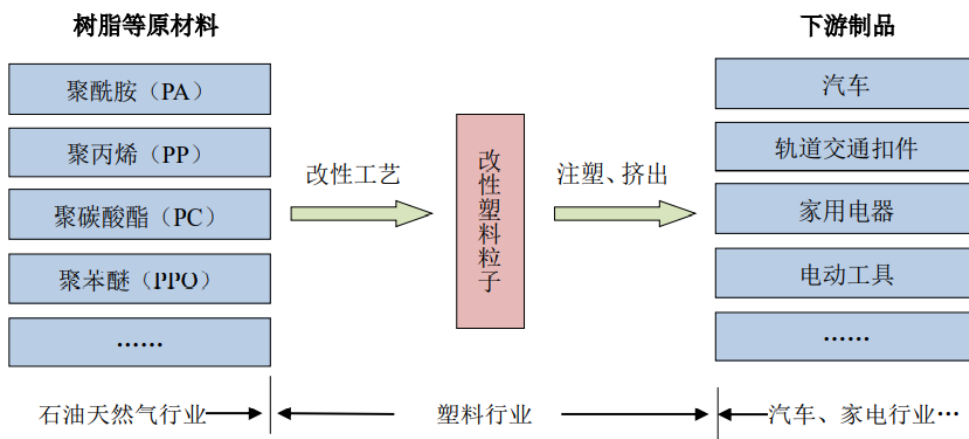 树脂等原材料
聚酰胺（PA）
聚丙烯（PP）
聚碳酸酯（PC）
聚苯醚（PPO）
……
改性工艺
改性塑料粒子
注塑、挤出
下游制品
汽车
轨道交通扣件
家用电器
电动工具
……
石油天然气行业
塑料行业
汽车、家电行业…